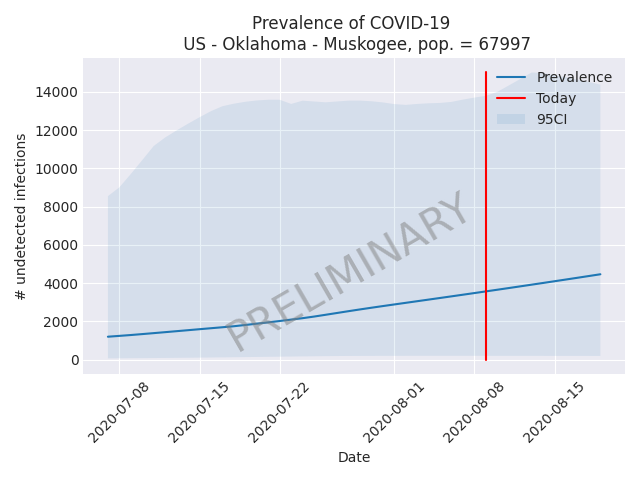 Prevalence of COVID-19
US - Oklahoma - Muskogee, pop. = 67997
Prevalence
Today
95CI
14000
12000
10000
8000
6000
4000
2000
0
# undetected infections
PRELIMINARY
2020-07-08
2020-07-15
2020-07-22
2020-08-01
2020-08-08
2020-08-15
Date